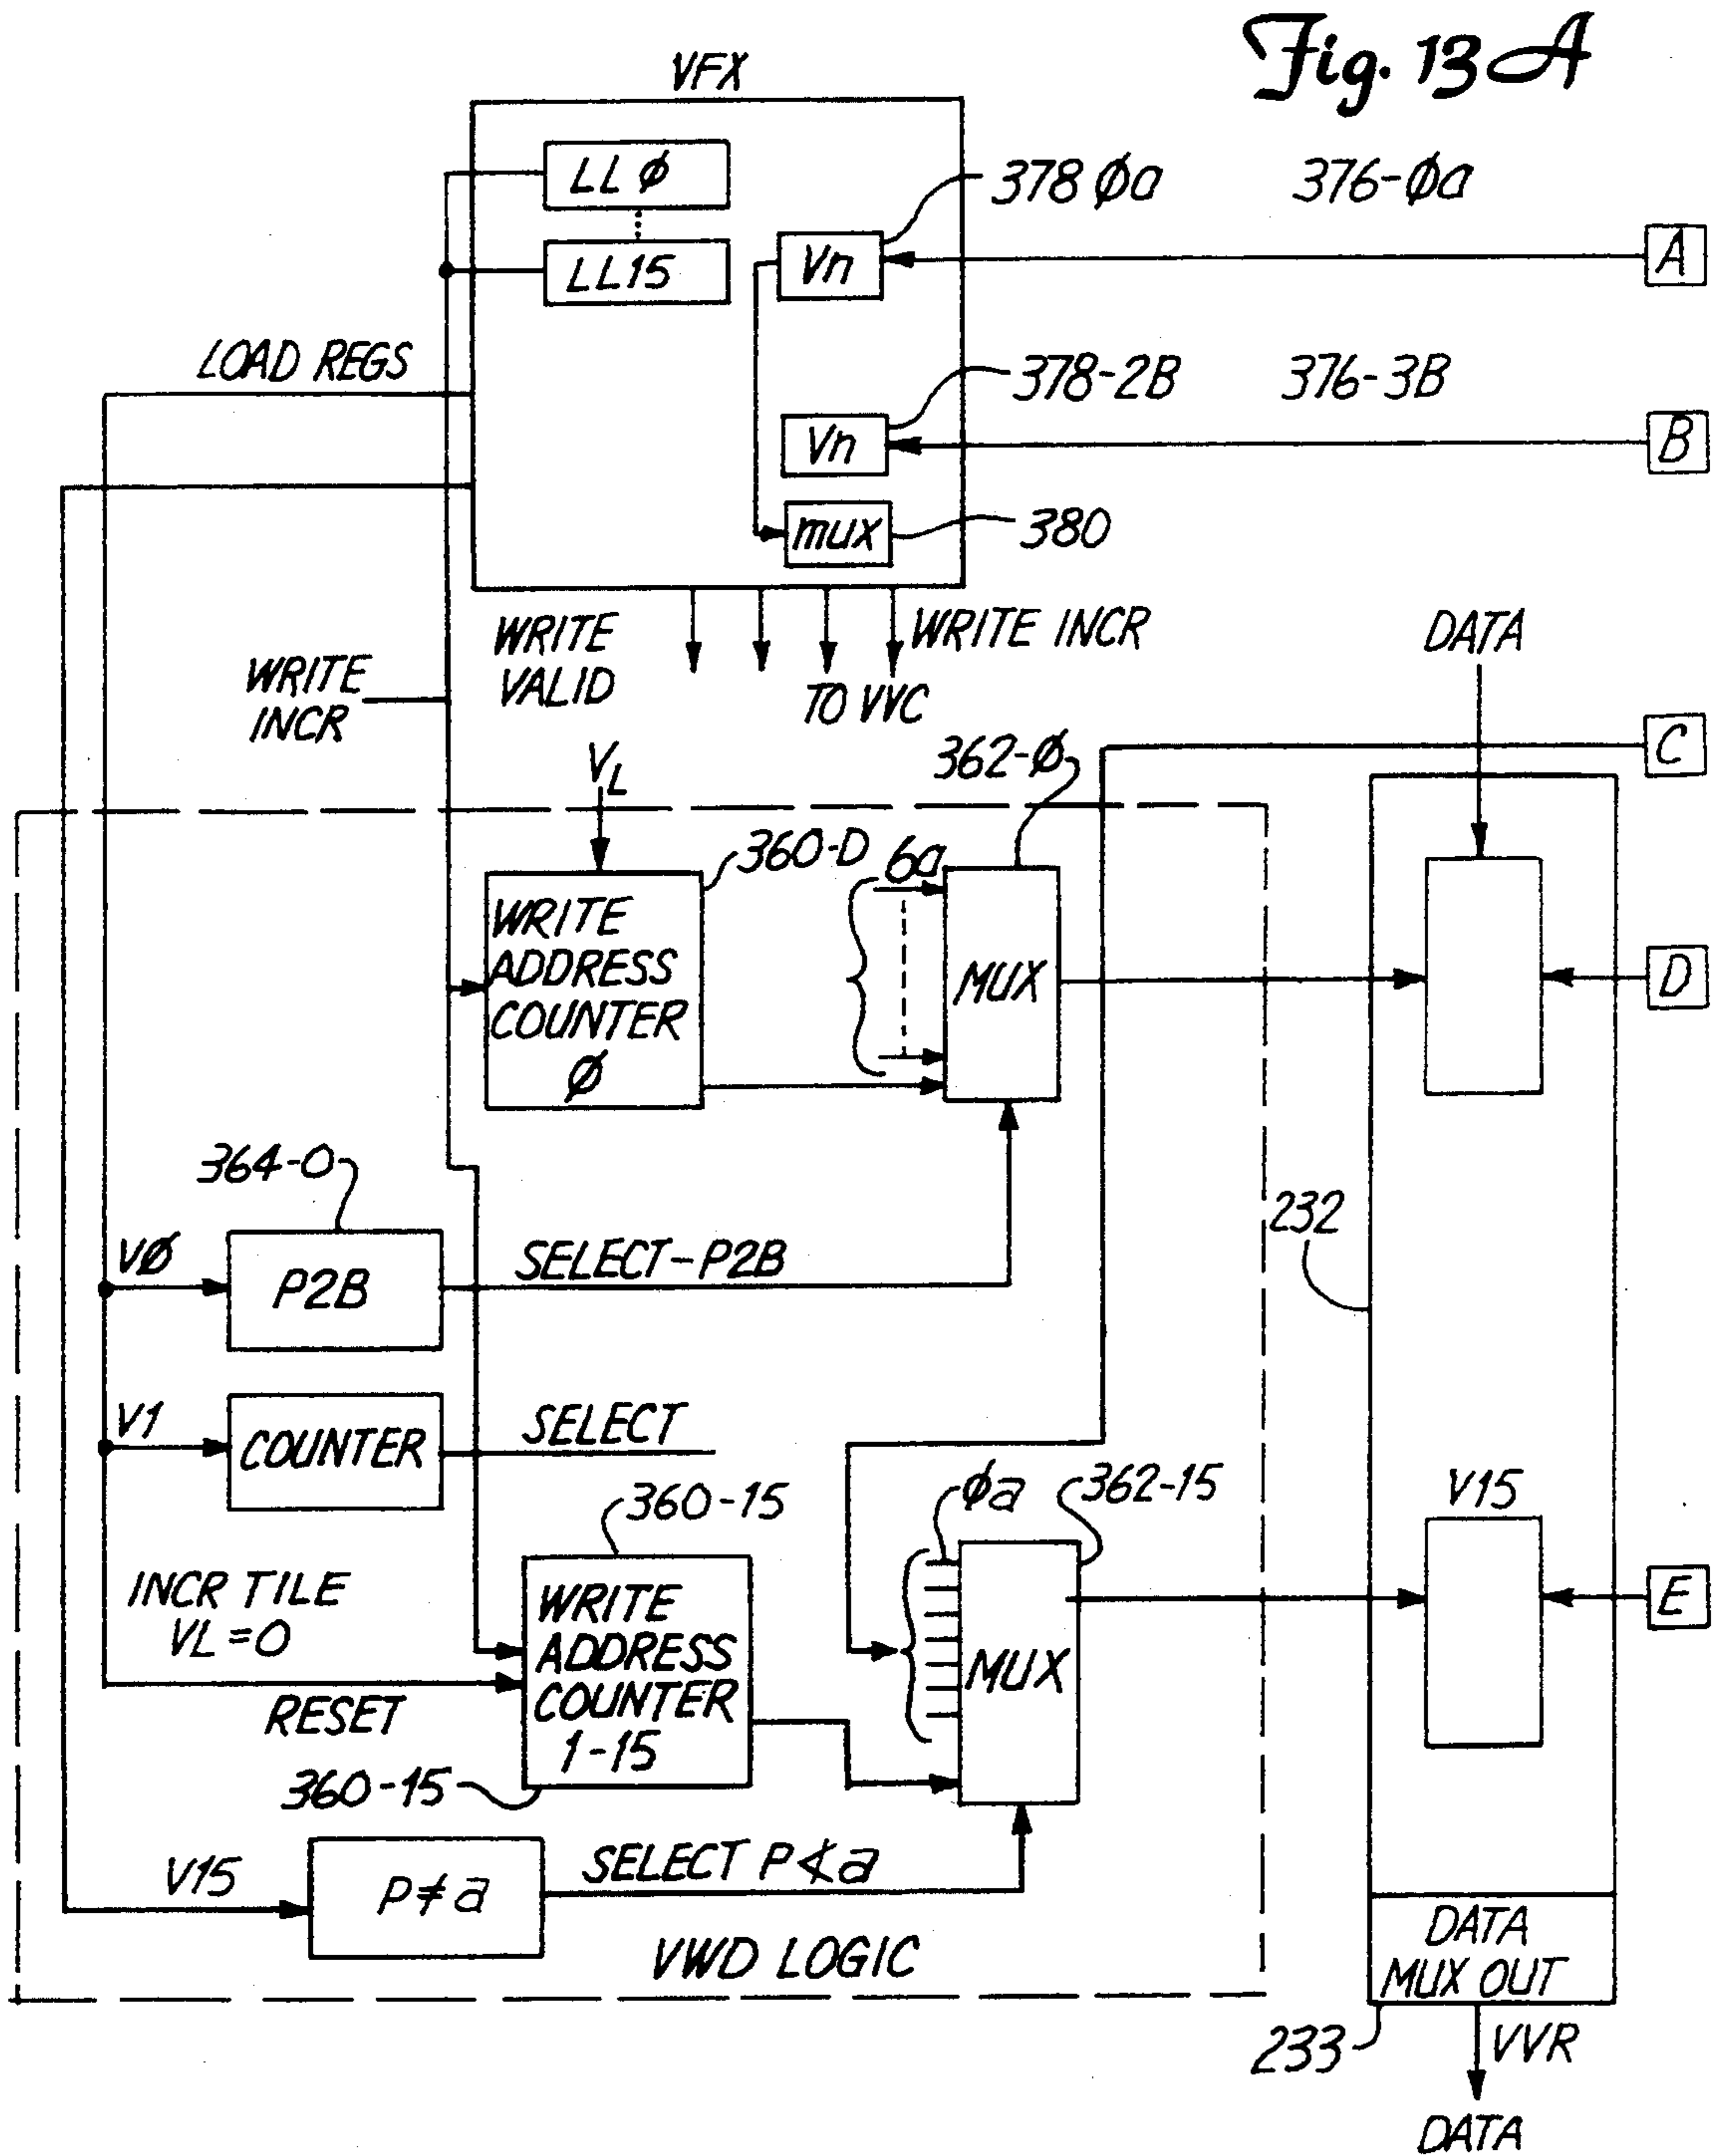 Fig. 13A
VFX
LL Ø
378 Øa
376-Øa
A
Vn
LL15
LOAD REGS
378-2B
376-3B
Vn
B
mux
380
WRITE
VALID
WRITE INCR
TO VVC
DATA
WRITE
INCR
C
362-Ø
VL
360-D
6a
WRITE
ADDRESS
COUNTER
Ø
MUX
D
364-0
232
VØ
P2B
SELECT-P2B
V1
COUNTER
SELECT
360-15
Øa
362-15
V15
INCR TILE
VL=0
WRITE
ADDRESS
COUNTER
1-15
MUX
E
RESET
360-15
V15
P≠a
SELECT P∢a
VWD LOGIC
DATA
MUX OUT
233
VVR
DATA